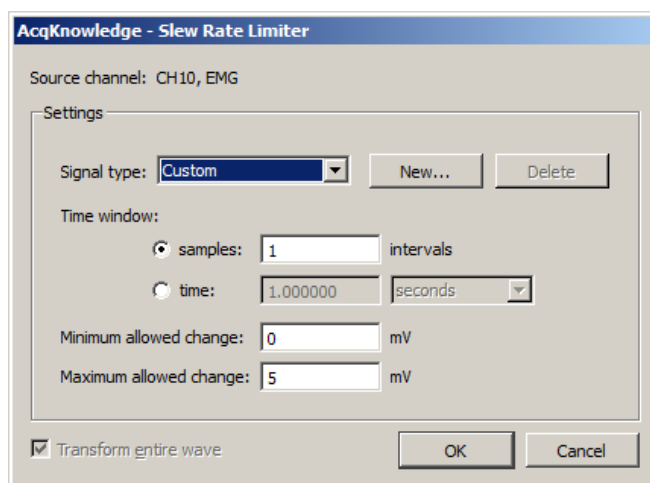 AcqKnowledge - Slew Rate Limiter
Source channel: CH10, EMG
Settings
Signal type: Custom New... Delete
Time window:
samples: 1 intervals
time: 1.000000 seconds
Minimum allowed change: 0 mV
Maximum allowed change: 5 mV
Transform entire wave OK Cancel